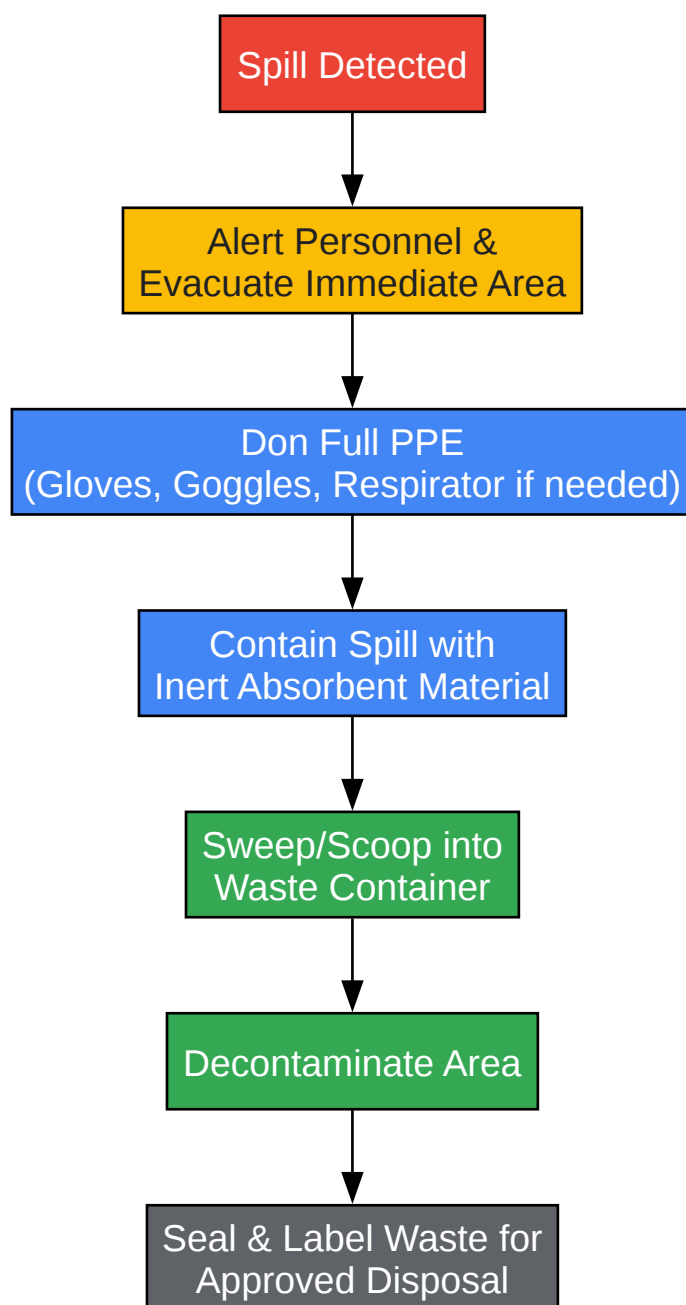 Spill Detected
Alert Personnel &
Evacuate Immediate Area
Don Full PPE
(Gloves, Goggles, Respirator if needed)
Contain Spill with
Inert Absorbent Material
Sweep/Scoop into
Waste Container
Decontaminate Area
Seal & Label Waste for
Approved Disposal